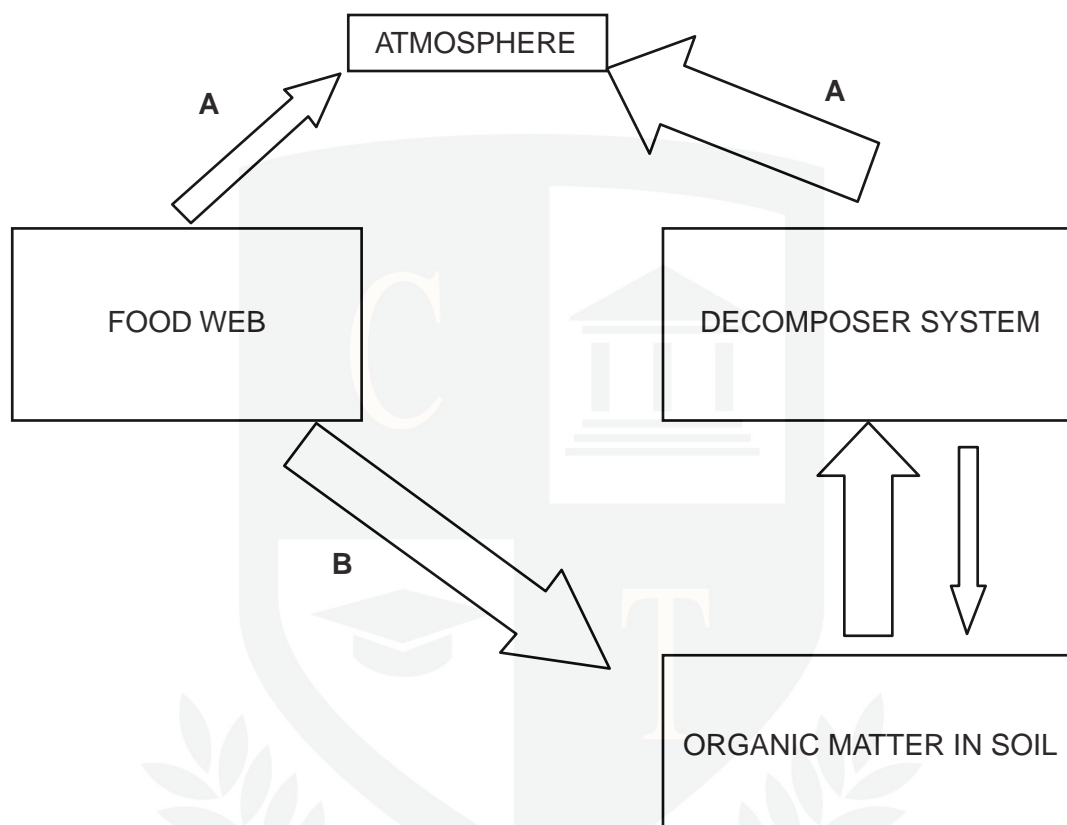 ATMOSPHERE
A
A
FOOD WEB
DECOMPOSER SYSTEM
C
B
T
ORGANIC MATTER IN SOIL